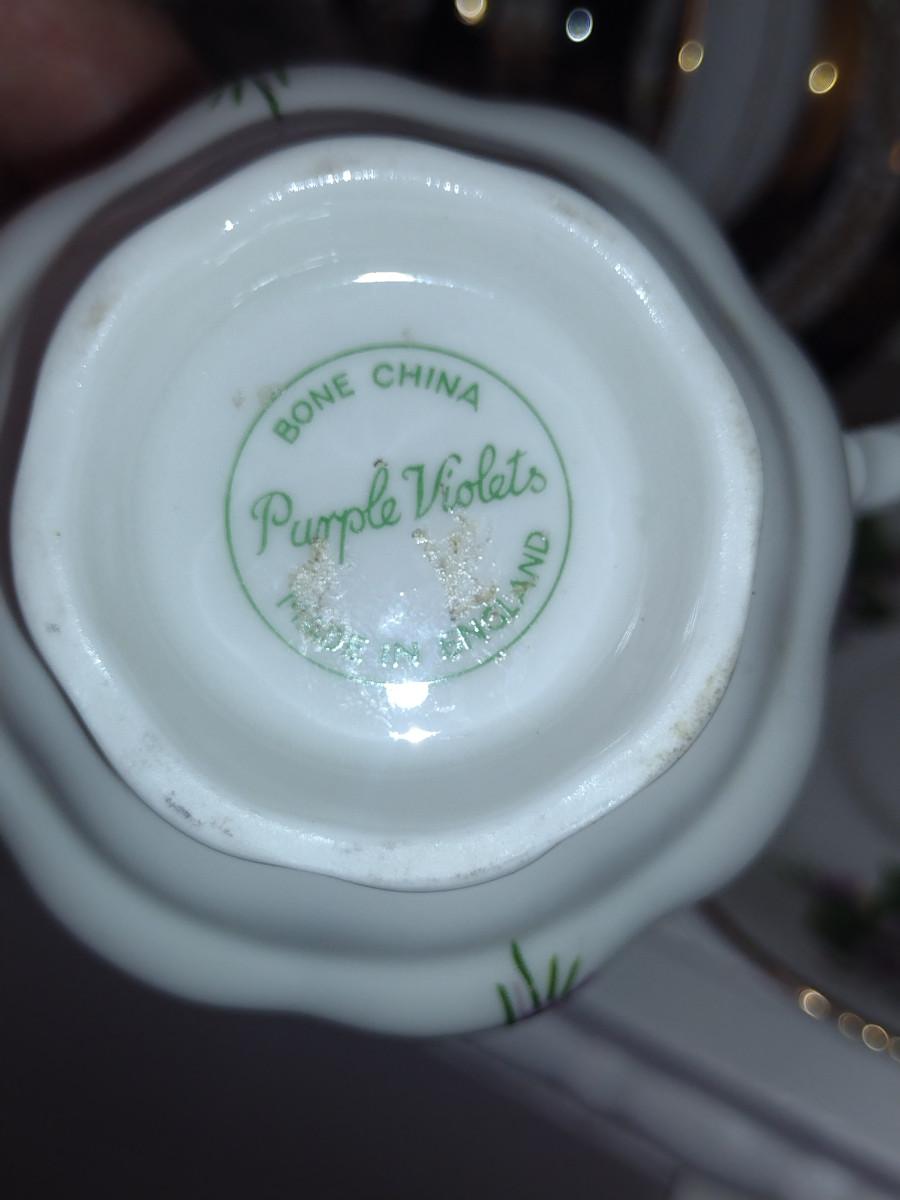 BONE CHINA
Purple Violets
MADE IN ENGLAND